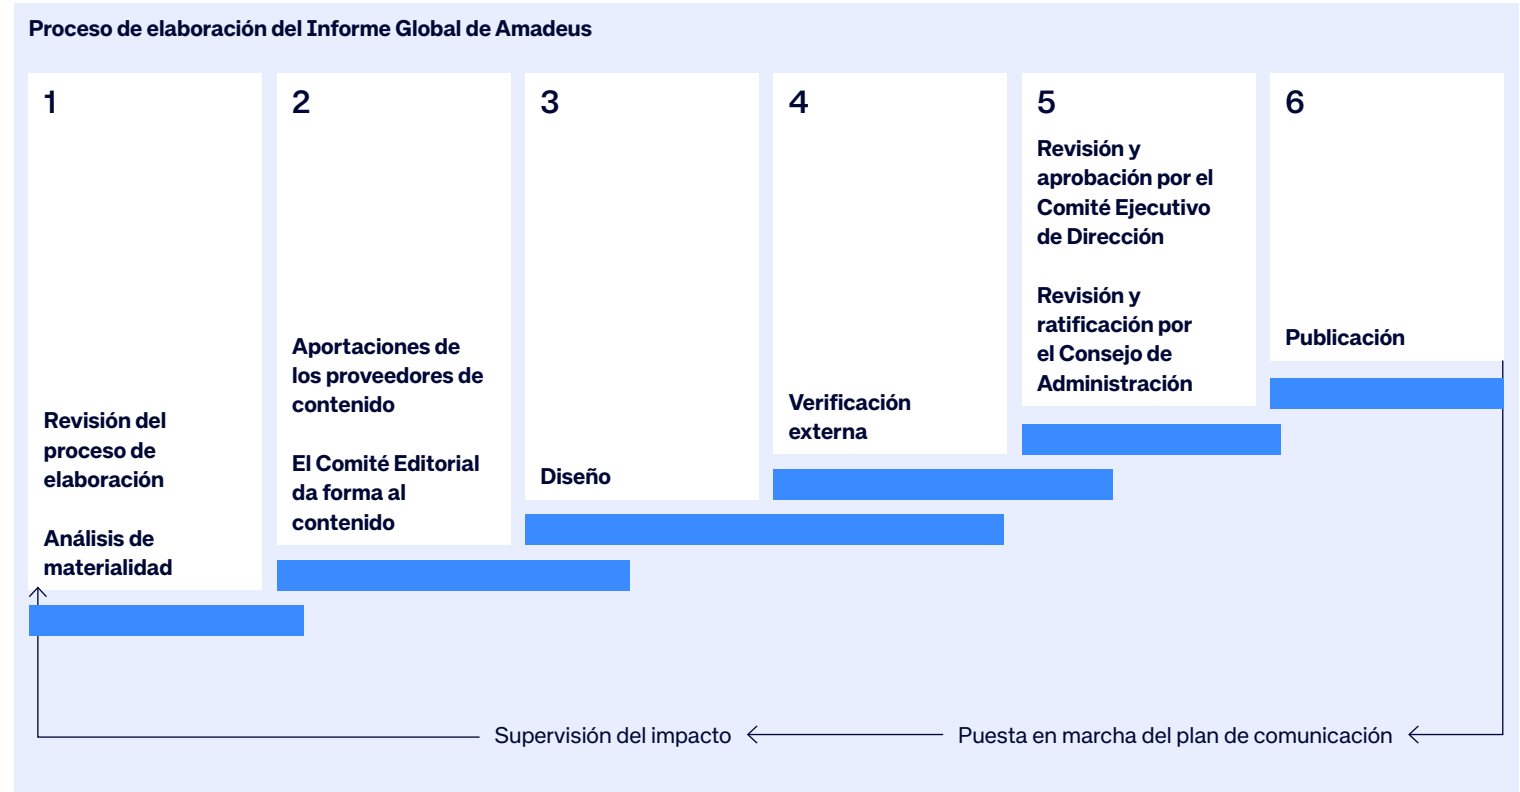 Proceso de elaboración del Informe Global de Amadeus
1
Revisión del
proceso de
elaboración
Análisis de
materialidad
2
Aportaciones de
los proveedores de
contenido
El Comité Editorial
da forma al
contenido
3
Diseño
4
Verificación
externa
5
Revisión y
aprobación por el
Comité Ejecutivo
de Dirección
Revisión y
ratificación por
el Consejo de
Administración
6
Publicación
Supervisión del impacto
Puesta en marcha del plan de comunicación